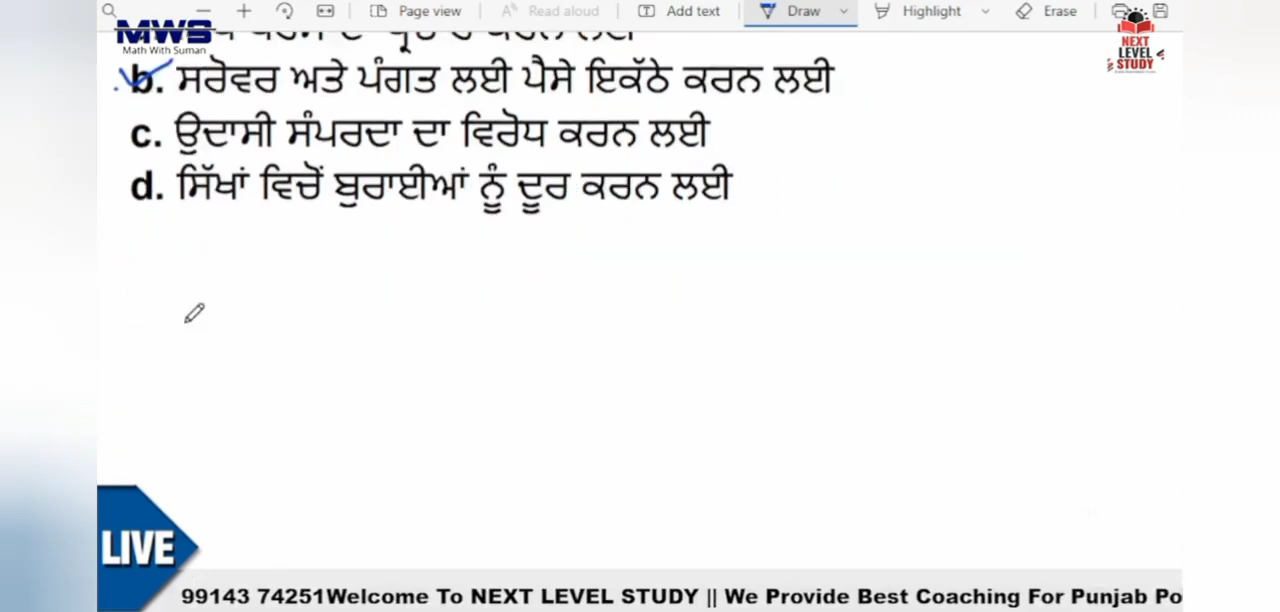 Page view
Read aloud
Add text
Draw
Highlight
Erase
MWS
Math With Suman
NEXT
LEVEL
STUDY
b. ਸਰੋਵਰ ਅਤੇ ਪੰਗਤ ਲਈ ਪੈਸੇ ਇਕੱਠੇ ਕਰਨ ਲਈ
c. ਉਦਾਸੀ ਸੰਪਰਦਾ ਦਾ ਵਿਰੋਧ ਕਰਨ ਲਈ
d. ਸਿੱਖਾਂ ਵਿਚੋਂ ਬੁਰਾਈਆਂ ਨੂੰ ਦੂਰ ਕਰਨ ਲਈ
LIVE
99143 74251Welcome To NEXT LEVEL STUDY || We Provide Best Coaching For Punjab Po